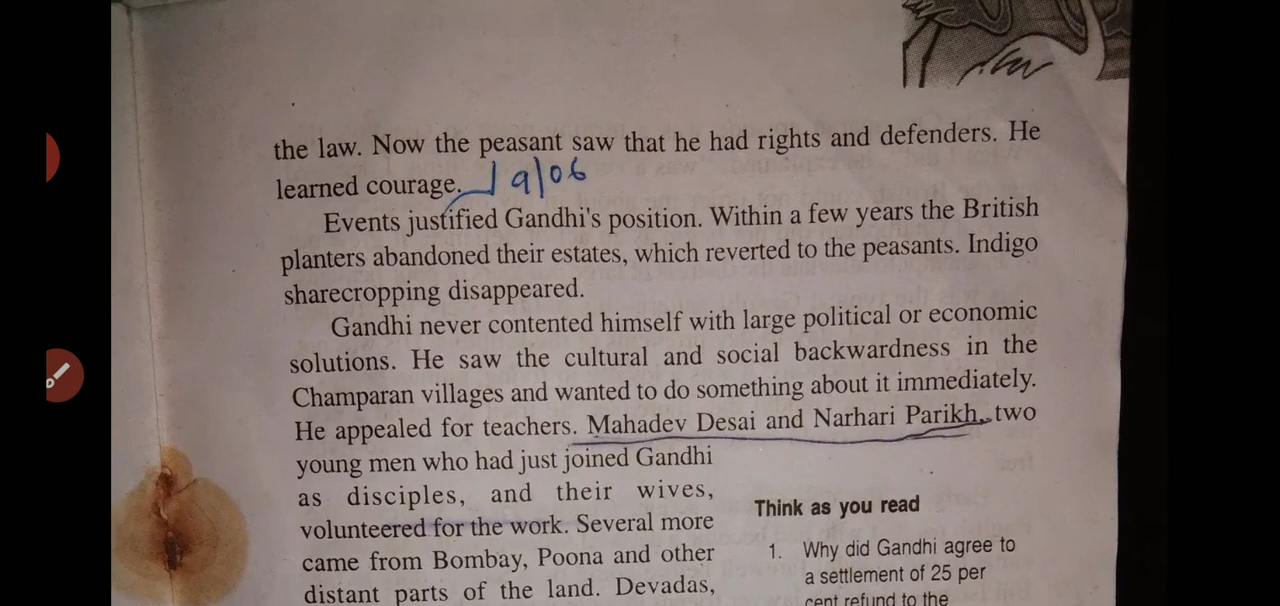 the law. Now the peasant saw that he had rights and defenders. He
learned courage. 19/06
Events justified Gandhi's position. Within a few years the British
planters abandoned their estates, which reverted to the peasants. Indigo
sharecropping disappeared.
Gandhi never contented himself with large political or economic
solutions. He saw the cultural and social backwardness in the
Champaran villages and wanted to do something about it immediately.
He appealed for teachers. Mahadev Desai and Narhari Parikh, two
young men who had just joined Gandhi
as disciples, and their wives,
volunteered for the work. Several more
came from Bombay, Poona and other
distant parts of the land. Devadas,
Think as you read
1. Why did Gandhi agree to
a settlement of 25 per
cent refund to the